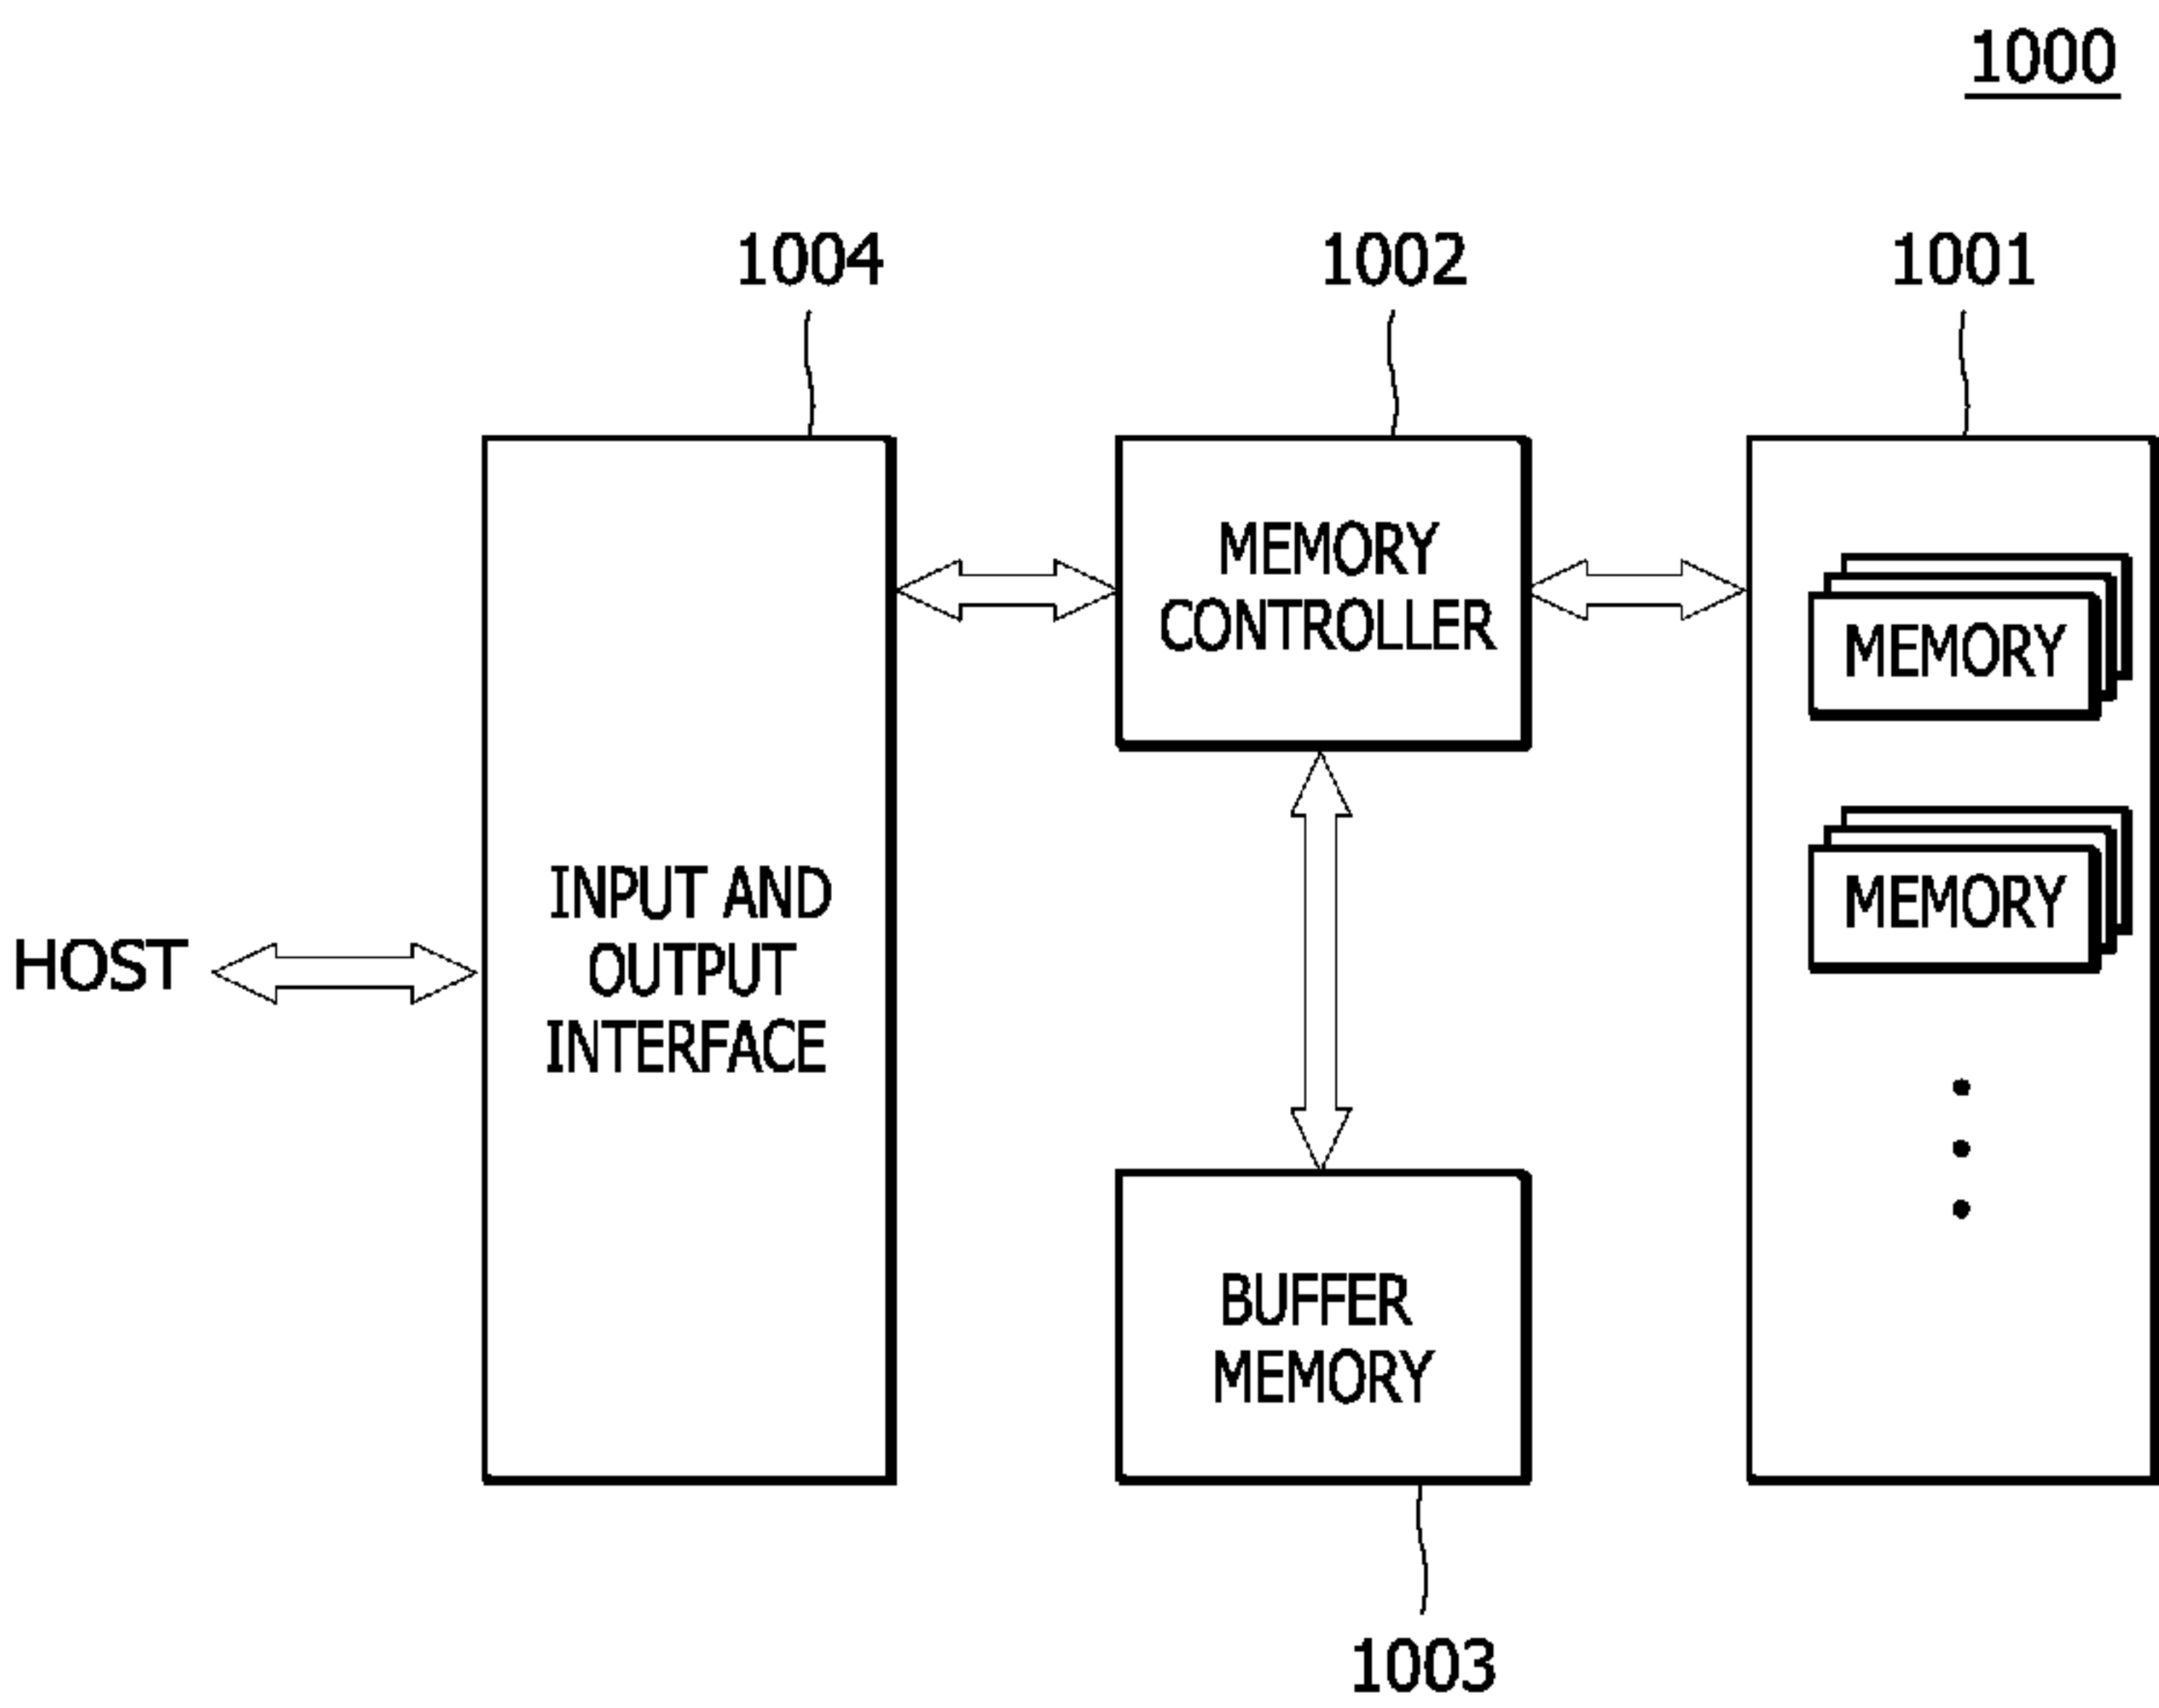 1000
1004
1002
1001
MEMORY
CONTROLLER
MEMORY
MEMORY
INPUT AND
OUTPUT
INTERFACE
HOST
BUFFER
MEMORY
1003